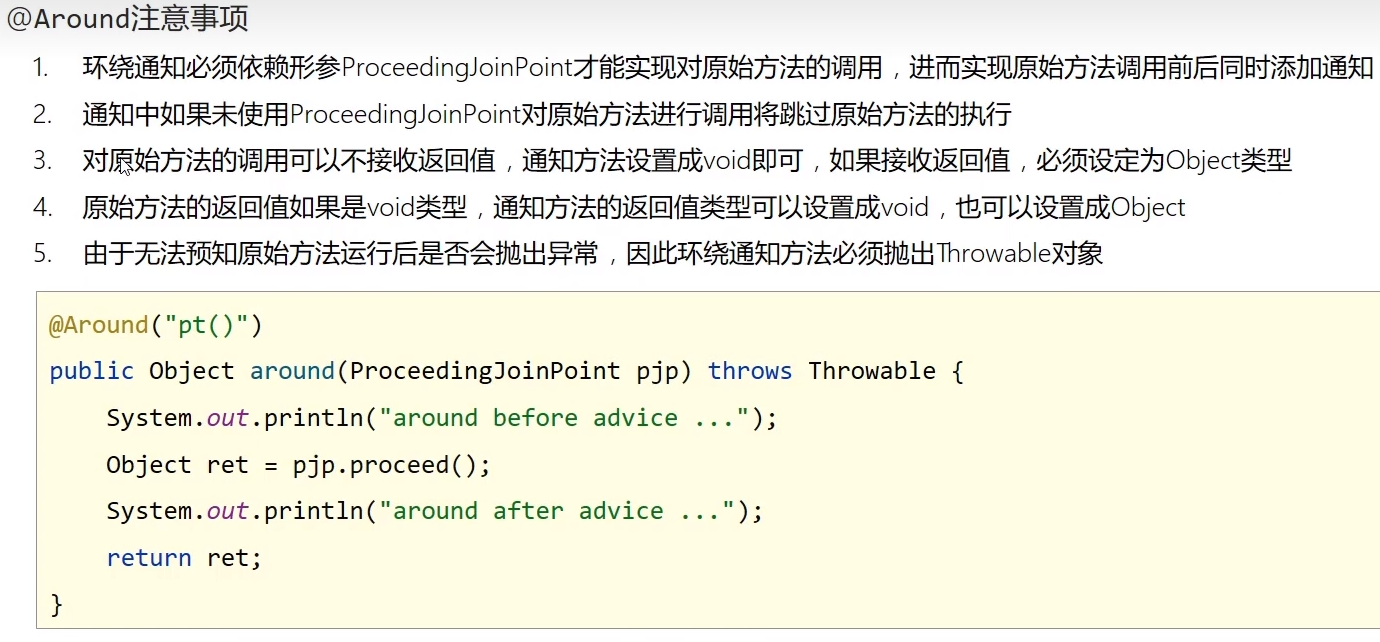 @Around注意事项
1. 环绕通知必须依赖形参ProceedingJoinPoint才能实现对原始方法的调用，进而实现原始方法调用前后同时添加通知
2. 通知中如果未使用ProceedingJoinPoint对原始方法进行调用将跳过原始方法的执行
3. 对原始方法的调用可以不接收返回值，通知方法设置成void即可，如果接收返回值，必须设定为Object类型
4. 原始方法的返回值如果是void类型，通知方法的返回值类型可以设置成void，也可以设置成Object
5. 由于无法预知原始方法运行后是否会抛出异常，因此环绕通知方法必须抛出Throwable对象
@Around("pt()")
public Object around(ProceedingJoinPoint pjp) throws Throwable {
    System.out.println("around before advice ...");
    Object ret = pjp.proceed();
    System.out.println("around after advice ...");
    return ret;
}